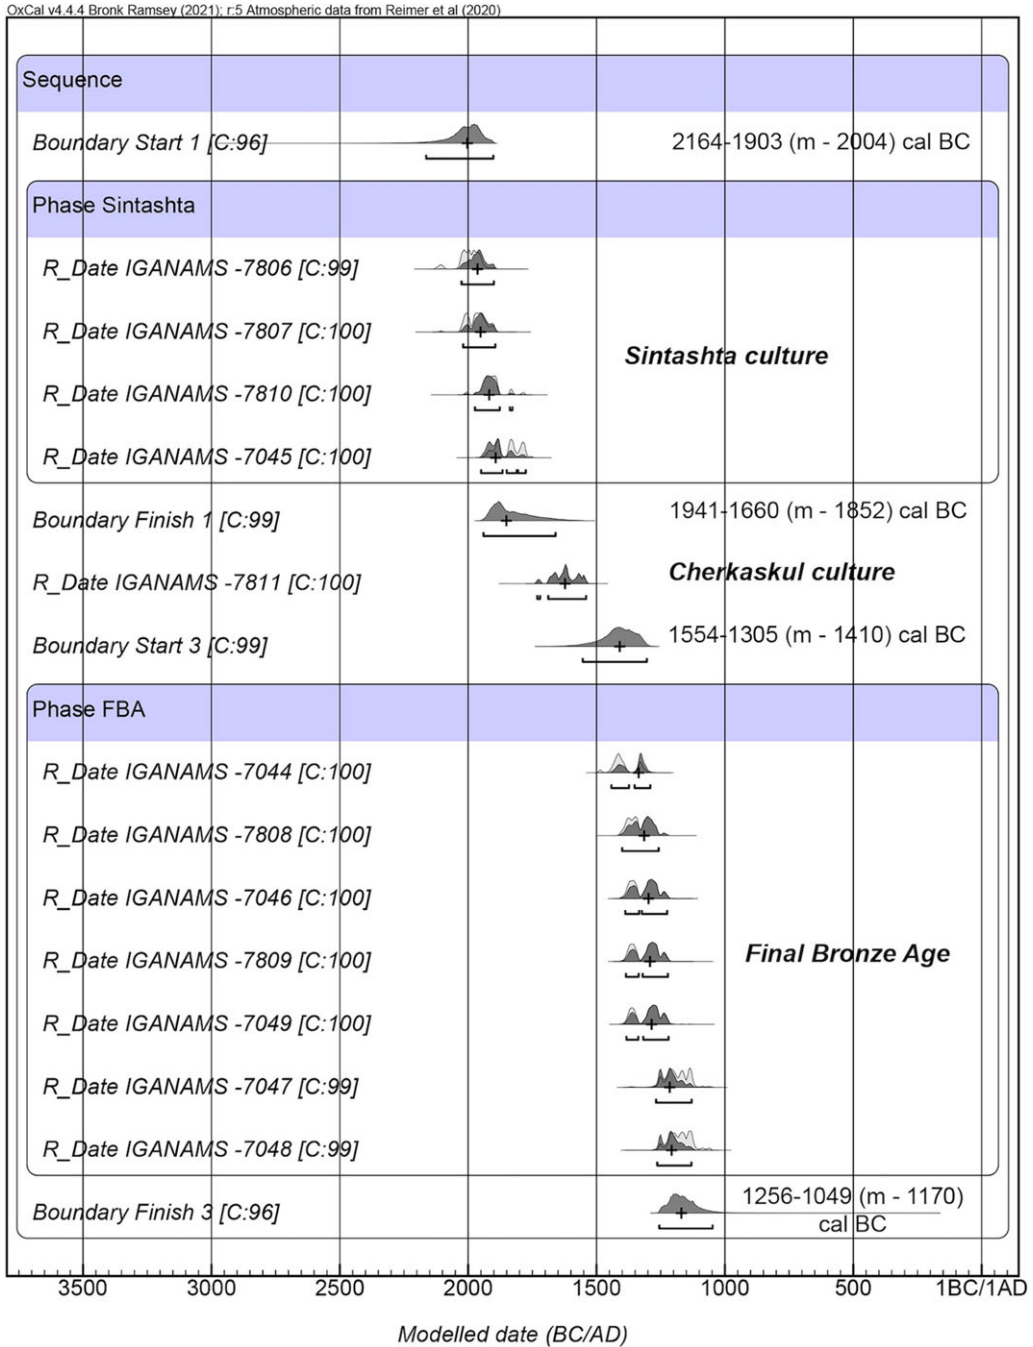 OxCal v4.4.4 Bronk Ramsey (2021); r:5 Atmospheric data from Reimer et al (2020)
Sequence
Boundary Start 1 [C:96]
2164-1903 (m - 2004) cal BC
Phase Sintashta
R_Date IGANAMS -7806 [C:99]
R_Date IGANAMS -7807 [C:100]
Sintashta culture
R_Date IGANAMS -7810 [C:100]
R_Date IGANAMS -7045 [C:100]
Boundary Finish 1 [C:99]
1941-1660 (m - 1852) cal BC
R_Date IGANAMS -7811 [C:100]
Cherkaskul culture
Boundary Start 3 [C:99]
1554-1305 (m - 1410) cal BC
Phase FBA
R_Date IGANAMS -7044 [C:100]
R_Date IGANAMS -7808 [C:100]
R_Date IGANAMS -7046 [C:100]
R_Date IGANAMS -7809 [C:100]
Final Bronze Age
R_Date IGANAMS -7049 [C:100]
R_Date IGANAMS -7047 [C:99]
R_Date IGANAMS -7048 [C:99]
Boundary Finish 3 [C:96]
1256-1049 (m - 1170)
cal BC
3500 3000 2500 2000 1500 1000 500 1BC/1AD
Modelled date (BC/AD)